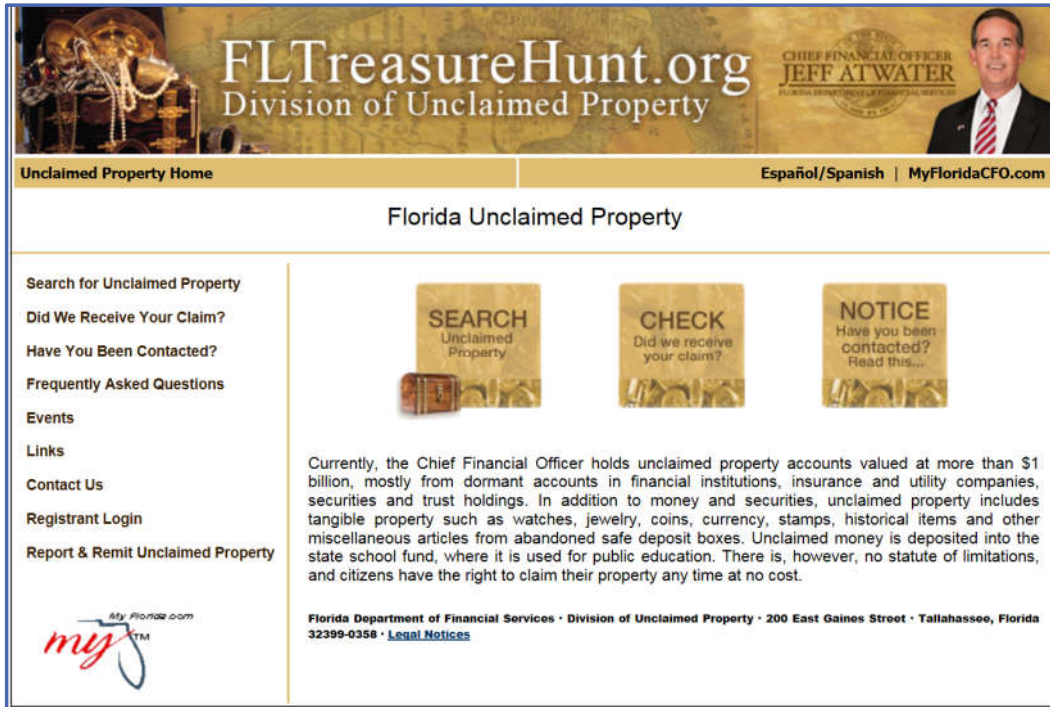 FLTreasureHunt.org
Division of Unclaimed Property
CHIEF FINANCIAL OFFICER
JEFF ATWATER
FLORIDA DEPARTMENT OF FINANCIAL SERVICES
Unclaimed Property Home
Español/Spanish | MyFloridaCFO.com
Florida Unclaimed Property
Search for Unclaimed Property
Did We Receive Your Claim?
Have You Been Contacted?
Frequently Asked Questions
Events
Links
Contact Us
Registrant Login
Report & Remit Unclaimed Property
My Florida.com
my TM
SEARCH
Unclaimed
Property
CHECK
Did we receive
your claim?
NOTICE
Have you been
contacted?
Read this...
Currently, the Chief Financial Officer holds unclaimed property accounts valued at more than $1
billion, mostly from dormant accounts in financial institutions, insurance and utility companies,
securities and trust holdings. In addition to money and securities, unclaimed property includes
tangible property such as watches, jewelry, coins, currency, stamps, historical items and other
miscellaneous articles from abandoned safe deposit boxes. Unclaimed money is deposited into the
state school fund, where it is used for public education. There is, however, no statute of limitations,
and citizens have the right to claim their property any time at no cost.
Florida Department of Financial Services · Division of Unclaimed Property · 200 East Gaines Street · Tallahassee, Florida
32399-0358 · Legal Notices